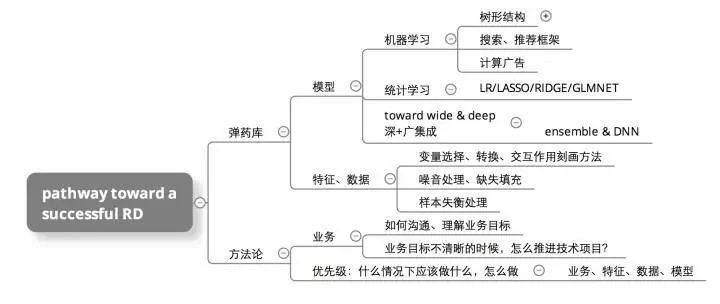 树形结构
机器学习
搜索、推荐框架
计算广告
模型
统计学习
LR/LASSO/RIDGE/GLMNET
toward wide & deep
深+广集成
ensemble & DNN
弹药库
变量选择、转换、交互作用刻画方法
特征、数据
噪音处理、缺失填充
样本失衡处理
pathway toward a
successful RD
如何沟通、理解业务目标
业务
业务目标不清晰的时候，怎么推进技术项目?
方法论
优先级：什么情况下应该做什么，怎么做
业务、特征、数据、模型